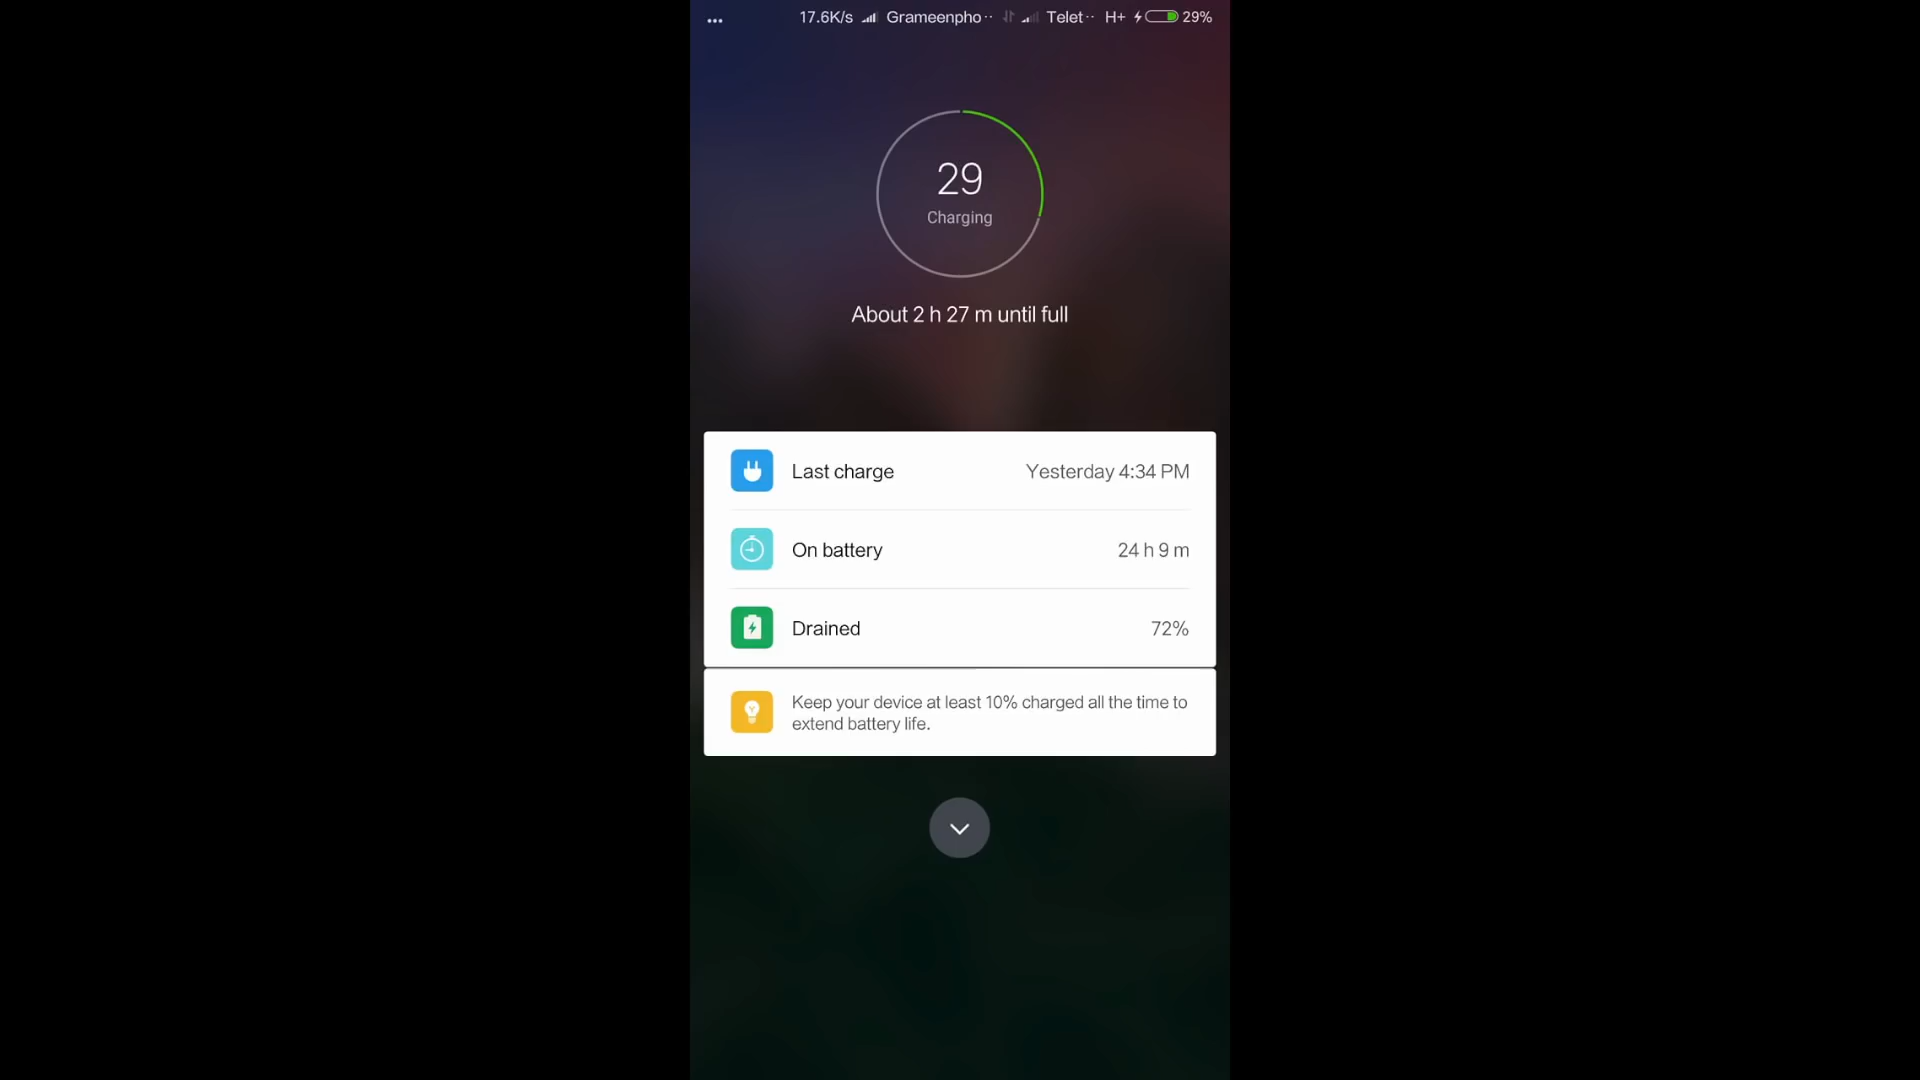 ... 17.6K/s Grameenpho·· Telet·· H+ 29%
29
Charging
About 2 h 27 m until full
Last charge Yesterday 4:34 PM
On battery 24 h 9 m
Drained 72%
Keep your device at least 10% charged all the time to
extend battery life.